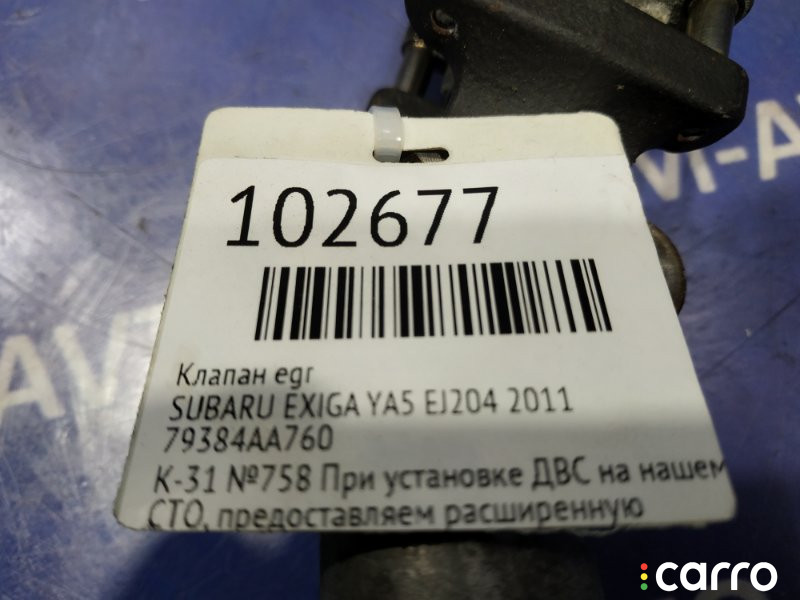 102677
Клапан egr
SUBARU EXIGA YA5 EJ204 2011
79384AA760
К-31 №758 При установке ДВС на нашем
СТО, предоставляем расширенную
carro